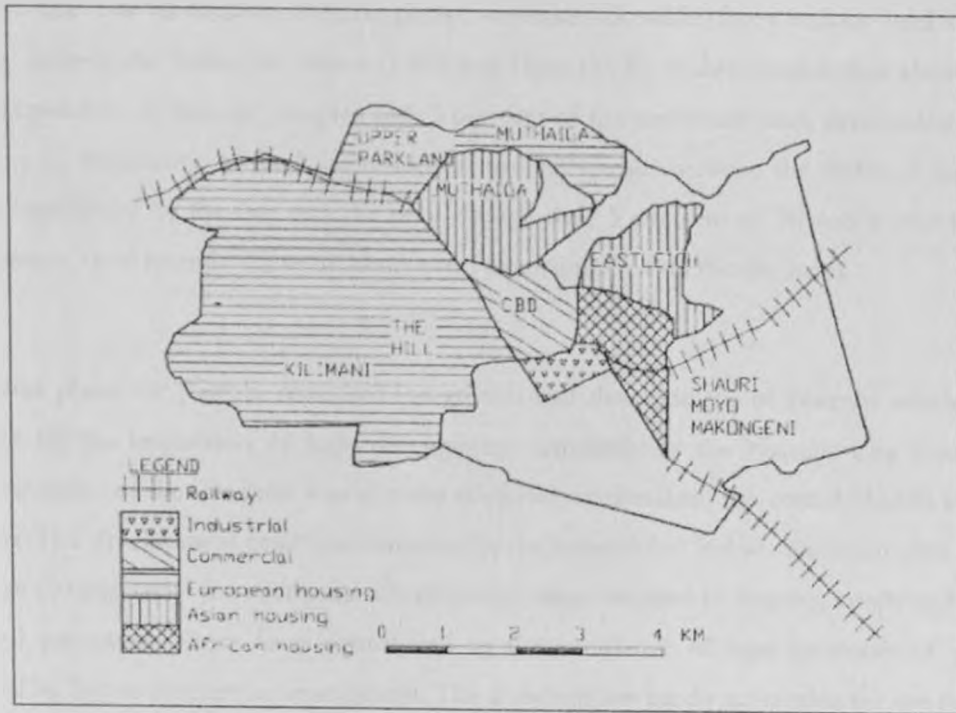 UPPER
PARKLAND
MUTHAIGA
MUTHAIGA
EASTLEIGH
CBD
THE
HILL
KILIMANI
SHAURI
MOYO
MAKONGENI
LEGEND
Railway
Industrial
Commercial
European housing
Asian housing
African housing
0 1 2 3 4 KM